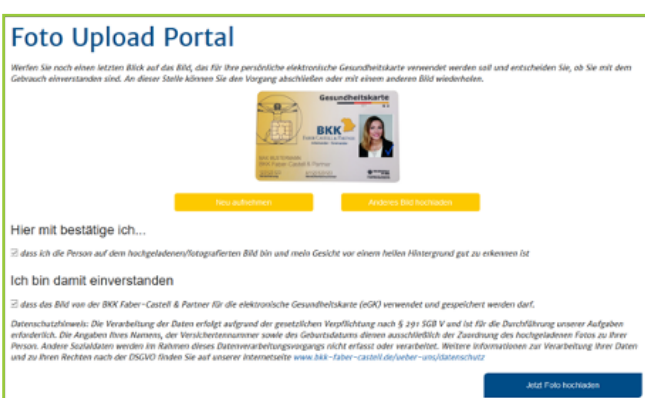 Foto Upload Portal
Werfen Sie noch einen letzten Blick auf das Bild, das für Ihre persönliche elektronische Gesundheitskarte verwendet werden soll und entscheiden Sie, ob Sie mit dem
Gebrauch einverstanden sind. An dieser Stelle können Sie den Vorgang abschließen oder mit einem anderen Bild wiederholen.
Gesundheitskarte
BKK
Faber-Castell & Partner
BKK Faber-Castell & Partner
Neu aufnehmen
Anderes Bild hochladen
Hier mit bestätige ich...
dass ich die Person auf dem hochgeladenen/fotografierten Bild bin und mein Gesicht vor einem hellen Hintergrund gut zu erkennen ist
Ich bin damit einverstanden
dass das Bild von der BKK Faber-Castell & Partner für die elektronische Gesundheitskarte (eGK) verwendet und gespeichert werden darf.
Datenschutzhinweis: Die Verarbeitung der Daten erfolgt aufgrund der gesetzlichen Verpflichtung nach § 291 SGB V und ist für die Durchführung unserer Aufgaben
erforderlich. Die Angaben Ihres Namens, der Versichertennummer sowie des Geburtsdatums dienen ausschließlich der Zuordnung des hochgeladenen Fotos zu Ihrer
Person. Andere Sozialdaten werden im Rahmen dieses Datenverarbeitungsvorgangs nicht erfasst oder verarbeitet. Weitere Informationen zur Verarbeitung Ihrer Daten
und zu Ihren Rechten nach der DSGVO finden Sie auf unserer Internetseite www.bkk-faber-castell.de/ueber-uns/datenschutz
Jetzt Foto hochladen